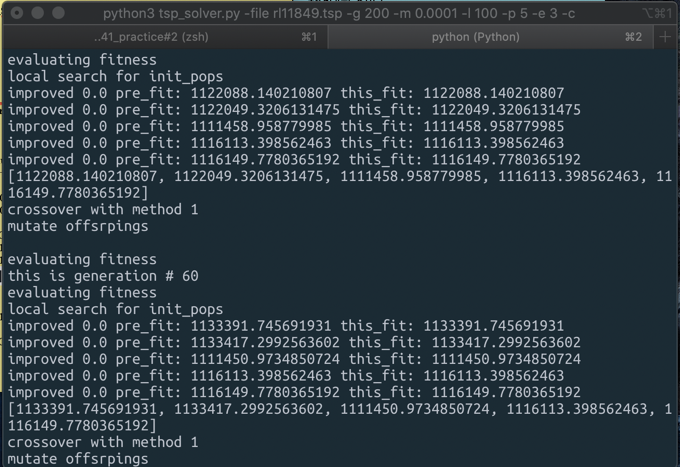 python3 tsp_solver.py -file rl11849.tsp -g 200 -m 0.0001 -l 100 -p 5 -e 3 -c
⌥⌘1
..41_practice#2 (zsh) ⌘1 python (Python) ⌘2 +
evaluating fitness
local search for init_pops
improved 0.0 pre_fit: 1122088.140210807 this_fit: 1122088.140210807
improved 0.0 pre_fit: 1122049.3206131475 this_fit: 1122049.3206131475
improved 0.0 pre_fit: 1111458.958779985 this_fit: 1111458.958779985
improved 0.0 pre_fit: 1116113.398562463 this_fit: 1116113.398562463
improved 0.0 pre_fit: 1116149.7780365192 this_fit: 1116149.7780365192
[1122088.140210807, 1122049.3206131475, 1111458.958779985, 1116113.398562463, 11
16149.7780365192]
crossover with method 1
mutate offsrpings
evaluating fitness
this is generation # 60
evaluating fitness
local search for init_pops
improved 0.0 pre_fit: 1133391.745691931 this_fit: 1133391.745691931
improved 0.0 pre_fit: 1133417.2992563602 this_fit: 1133417.2992563602
improved 0.0 pre_fit: 1111450.9734850724 this_fit: 1111450.9734850724
improved 0.0 pre_fit: 1116113.398562463 this_fit: 1116113.398562463
improved 0.0 pre_fit: 1116149.7780365192 this_fit: 1116149.7780365192
[1133391.745691931, 1133417.2992563602, 1111450.9734850724, 1116113.398562463, 1
116149.7780365192]
crossover with method 1
mutate offsrpings